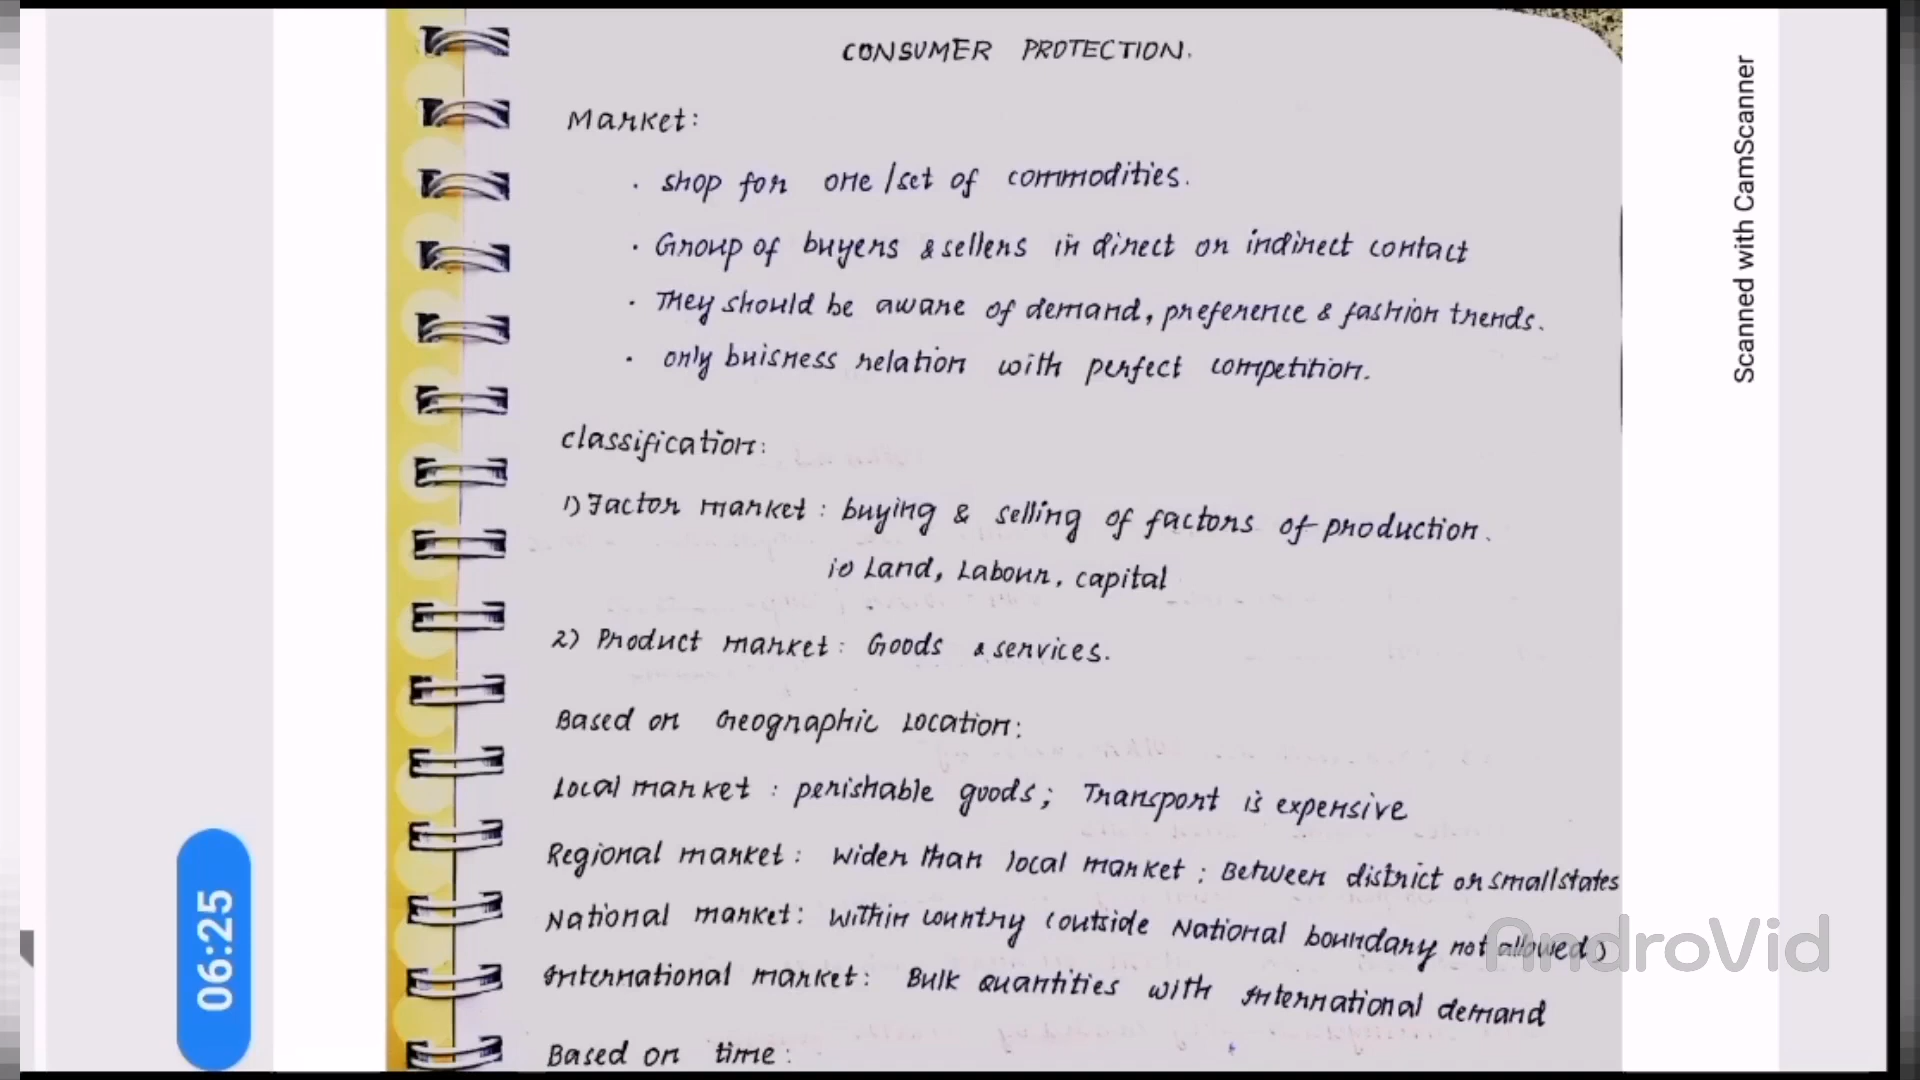 CONSUMER PROTECTION.
Market:
· shop for one/set of commodities.
· Group of buyers & sellers in direct or indirect contact
· They should be aware of demand, preference & fashion trends.
· only buisness relation with perfect competition.
classification:
1) Factor market: buying & selling of factors of production.
ie Land, Labour, capital
2) Product market: Goods & services.
Based on Geographic Location:
Local market: perishable goods; Transport is expensive
Regional market: wider than local market; Between district or small states
National market: within country (outside National boundary not allowed)
International market: Bulk quantities with International demand
Based on time:
Scanned with CamScanner
06:25
AndroVid